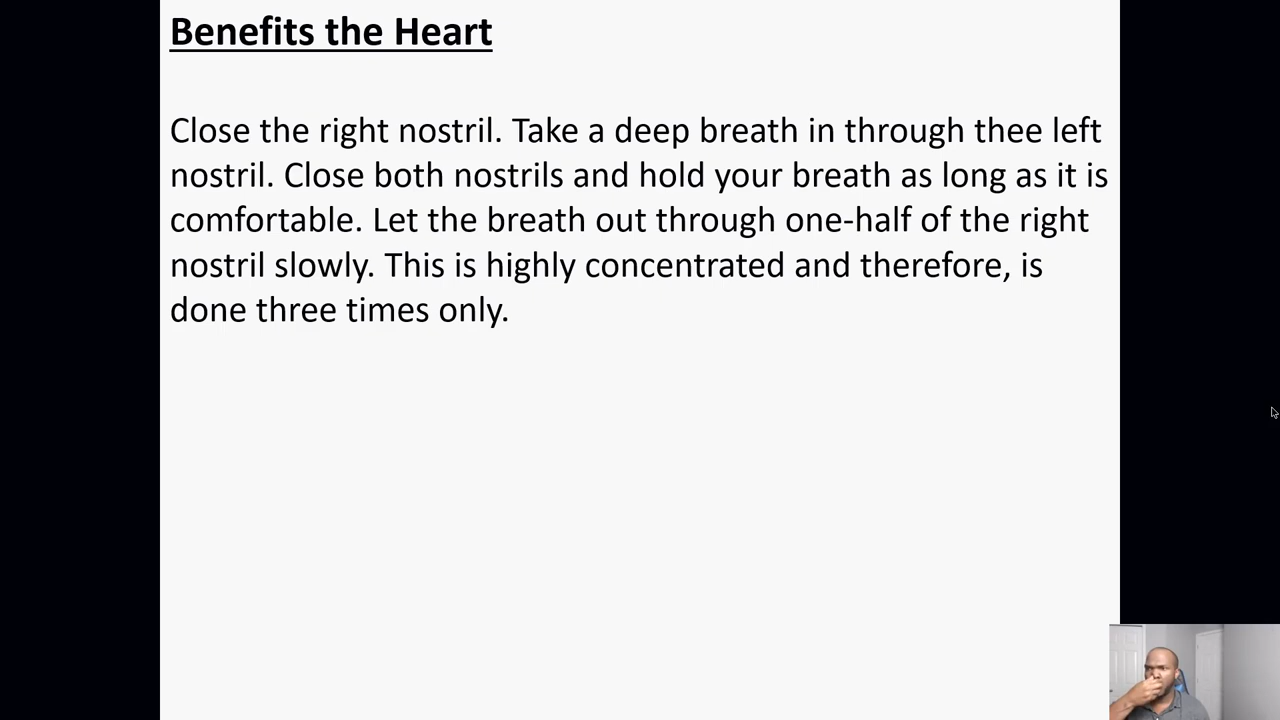 Benefits the Heart
Close the right nostril. Take a deep breath in through thee left
nostril. Close both nostrils and hold your breath as long as it is
comfortable. Let the breath out through one-half of the right
nostril slowly. This is highly concentrated and therefore, is
done three times only.